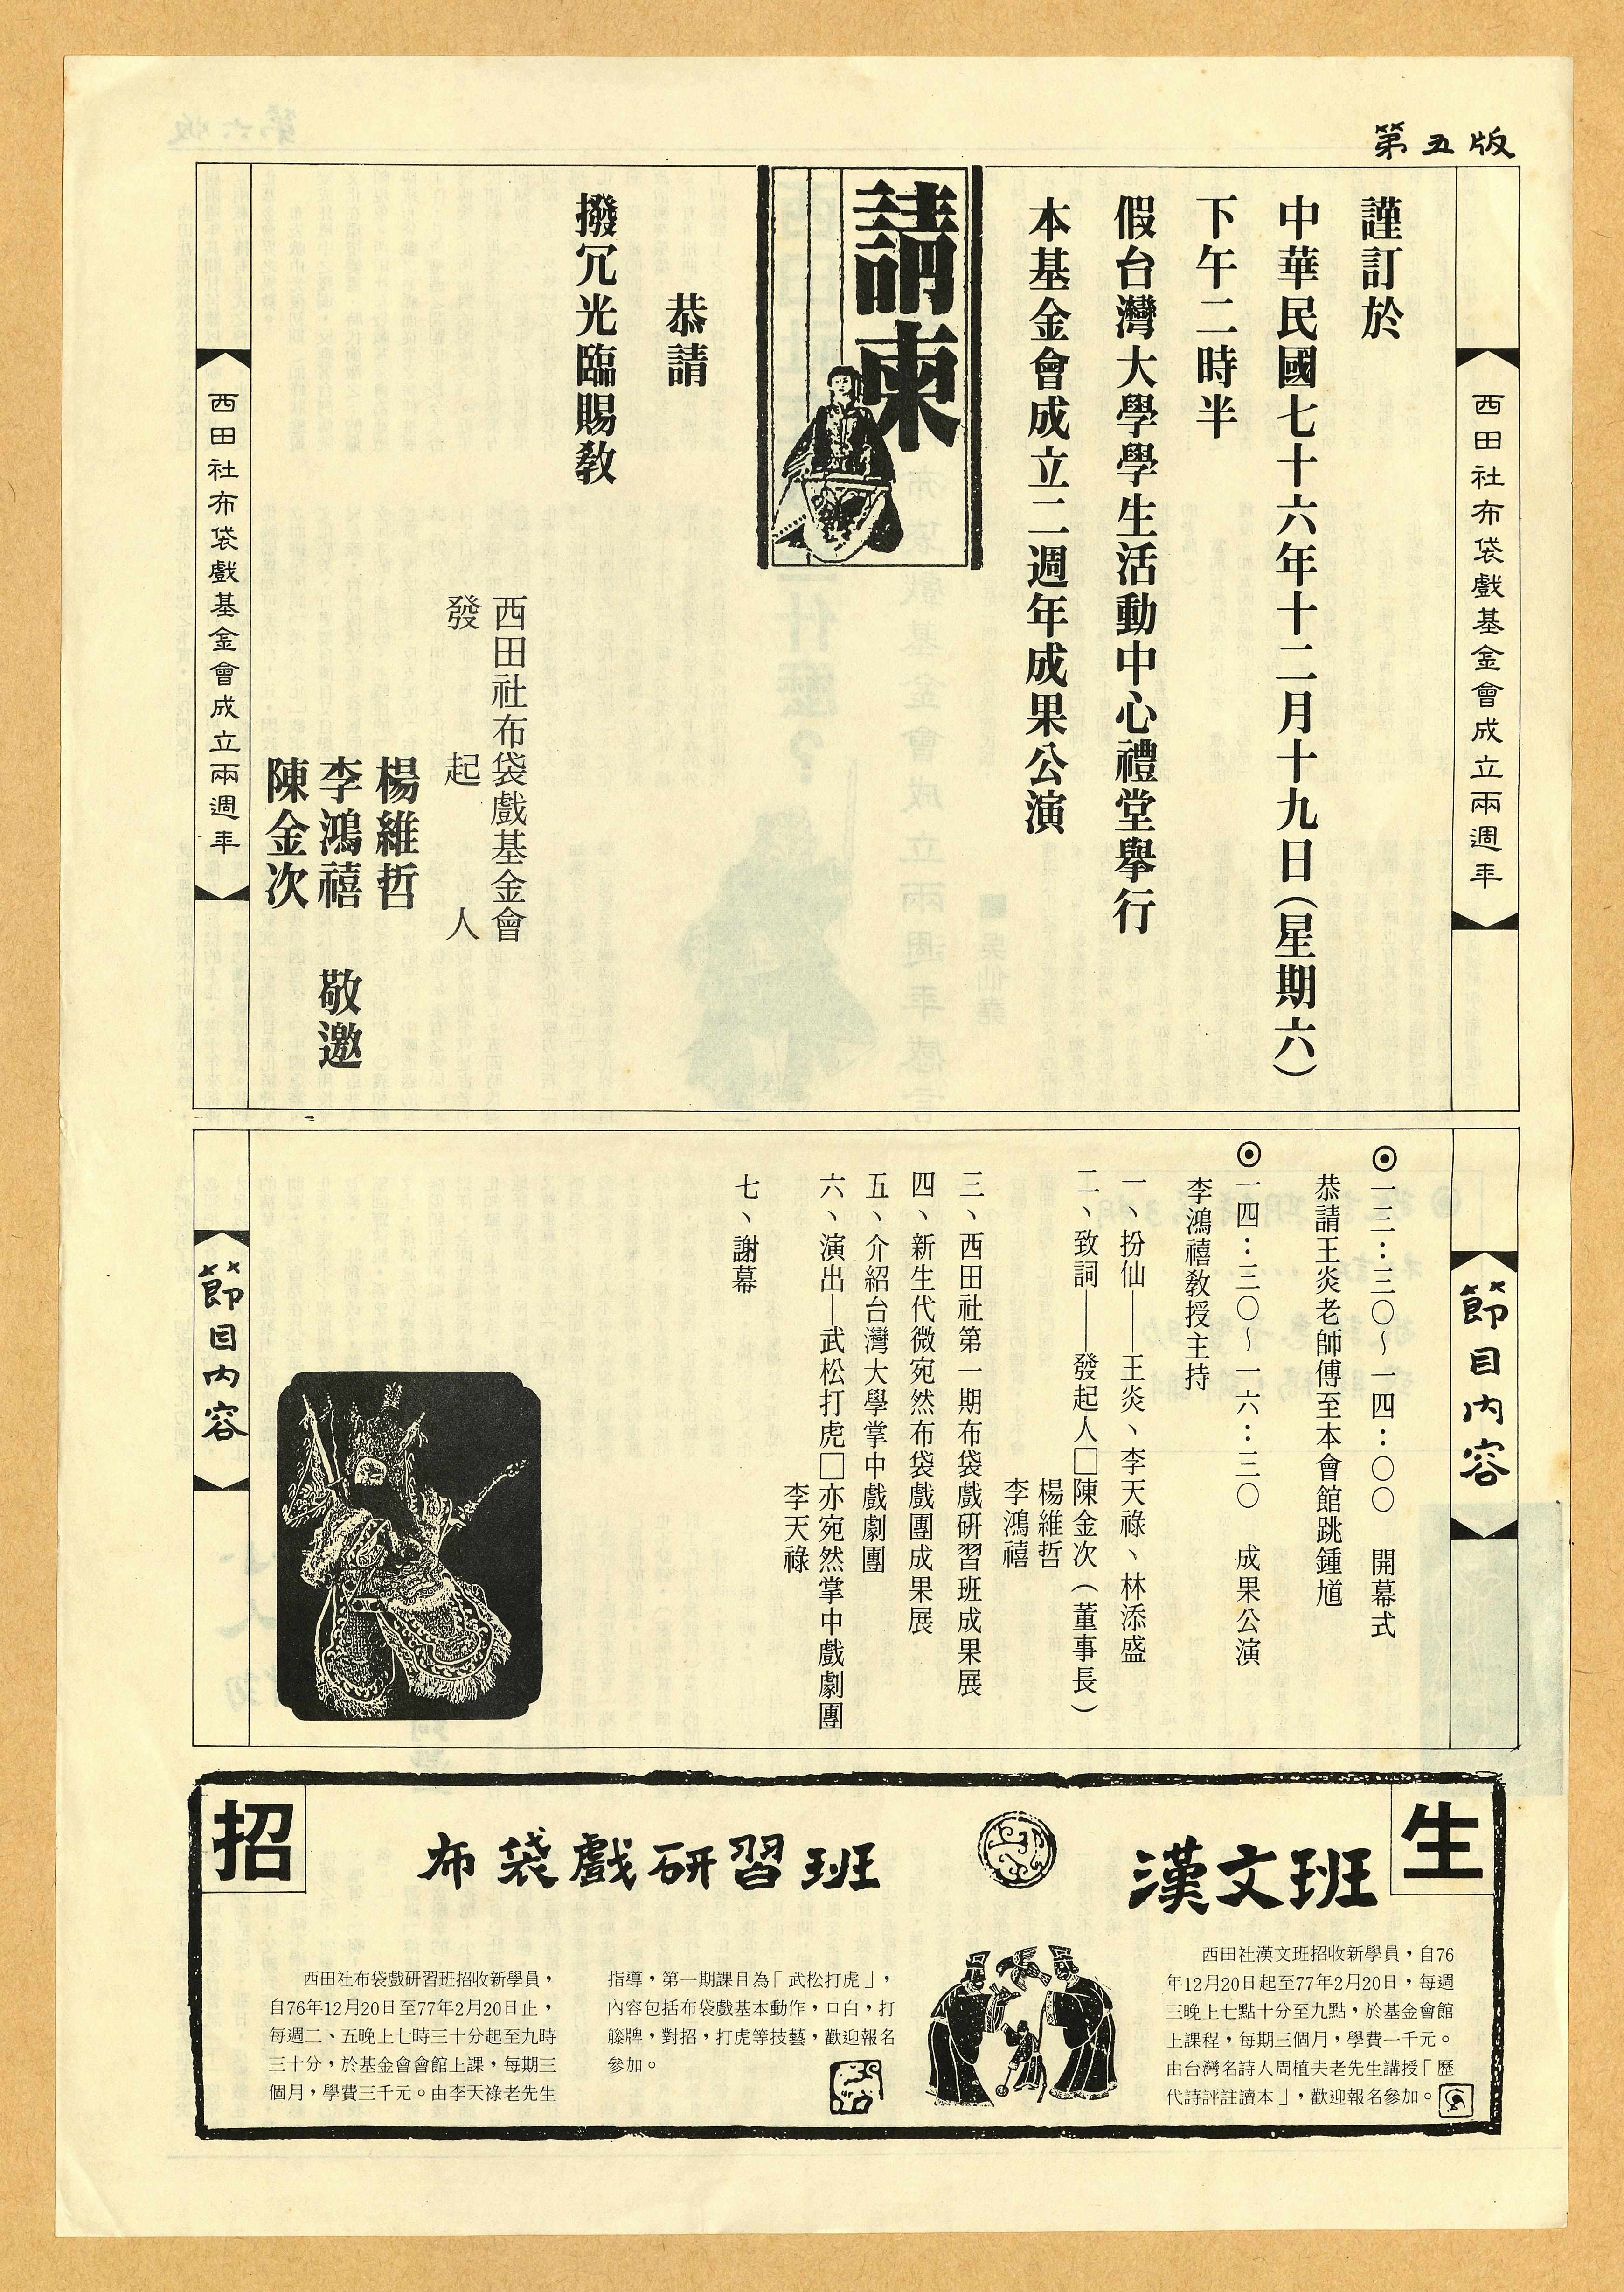 第五版
西田社布袋戲基金會成立兩週年
謹訂於
中華民國七十六年十二月十九日（星期六）
下午二時半
假台灣大學學生活動中心禮堂舉行
本基金會成立二週年成果公演
請柬
恭請
撥冗光臨賜教
西田社布袋戲基金會
發起人
楊維哲
李鴻禧 敬邀
陳金次
西田社布袋戲基金會成立兩週年
節目內容
⊙一三：三〇～一四：〇〇 開幕式
恭請王炎老師傅至本會館跳鍾馗
⊙一四：三〇～一六：三〇 成果公演
李鴻禧教授主持
一、扮仙——王炎、李天祿、林添盛
二、致詞——發起人□陳金次（董事長）
楊維哲
李鴻禧
三、西田社第一期布袋戲研習班成果展
四、新生代微宛然布袋戲團成果展
五、介紹台灣大學掌中戲劇團
六、演出—武松打虎□亦宛然掌中戲劇團
李天祿
七、謝幕
節目內容
招
生
布袋戲研習班
西田社布袋戲研習班招收新學員，
自76年12月20日至77年2月20日止，
每週二、五晚上七時三十分起至九時
三十分，於基金會會館上課，每期三
個月，學費三千元。由李天祿老先生
指導，第一期課目為「武松打虎」，
內容包括布袋戲基本動作，口白，打
籐牌，對招，打虎等技藝，歡迎報名
參加。
漢文班
西田社漢文班招收新學員，自76
年12月20日起至77年2月20日，每週
三晚上七點十分至九點，於基金會館
上課程，每期三個月，學費一千元。
由台灣名詩人周植夫老先生講授「歷
代詩評註讀本」，歡迎報名參加。